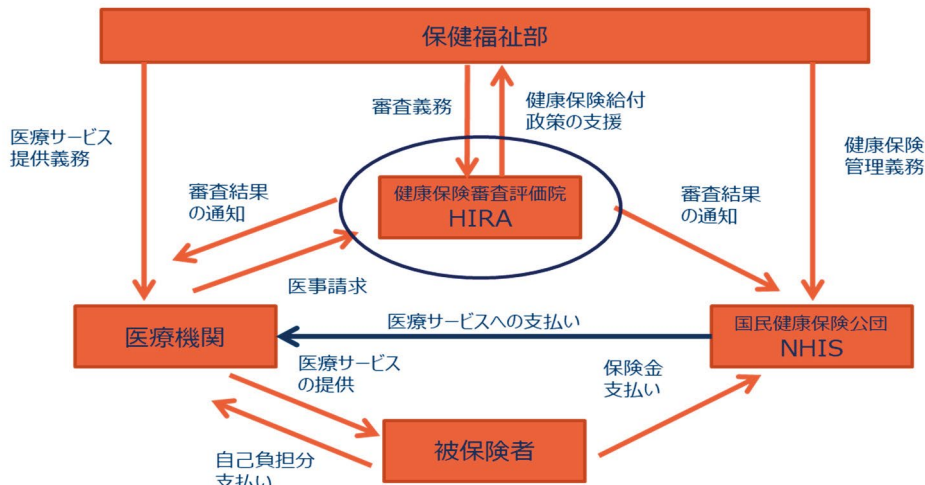 保健福祉部
審査義務
健康保険給付
政策の支援
医療サービス
提供義務
健康保険
管理義務
審査結果
の通知
健康保険審査評価院
HIRA
審査結果
の通知
医事請求
医療機関
医療サービスへの支払い
国民健康保険公団
NHIS
医療サービス
の提供
保険金
支払い
被保険者
自己負担分
支払い